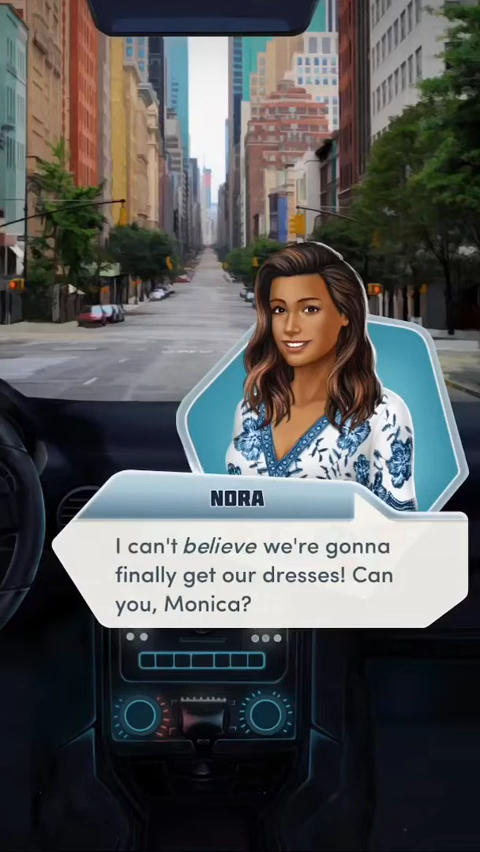 NORA
I can't believe we're gonna
finally get our dresses! Can
you, Monica?